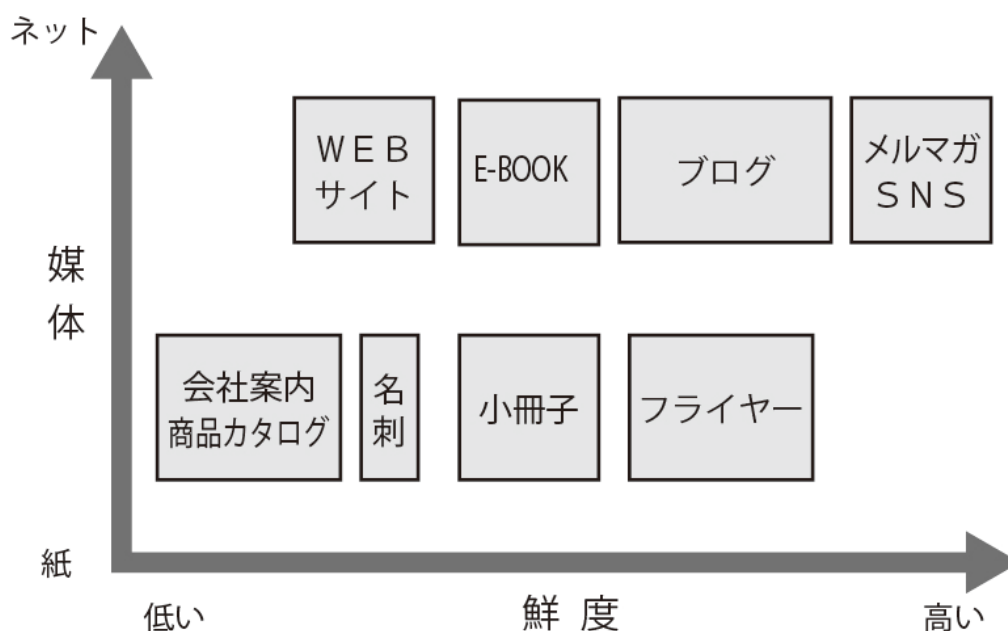 ネット
ＷＥＢ
サイト
E-BOOK
ブログ
メルマガ
ＳＮＳ
媒体
会社案内
商品カタログ
名刺
小冊子
フライヤー
紙
低い
鮮度
高い